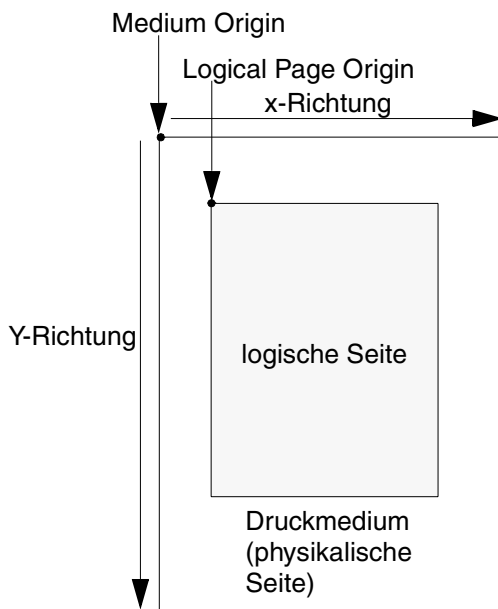 Medium Origin
Logical Page Origin
x-Richtung
Y-Richtung
logische Seite
Druckmedium
(physikalische
Seite)